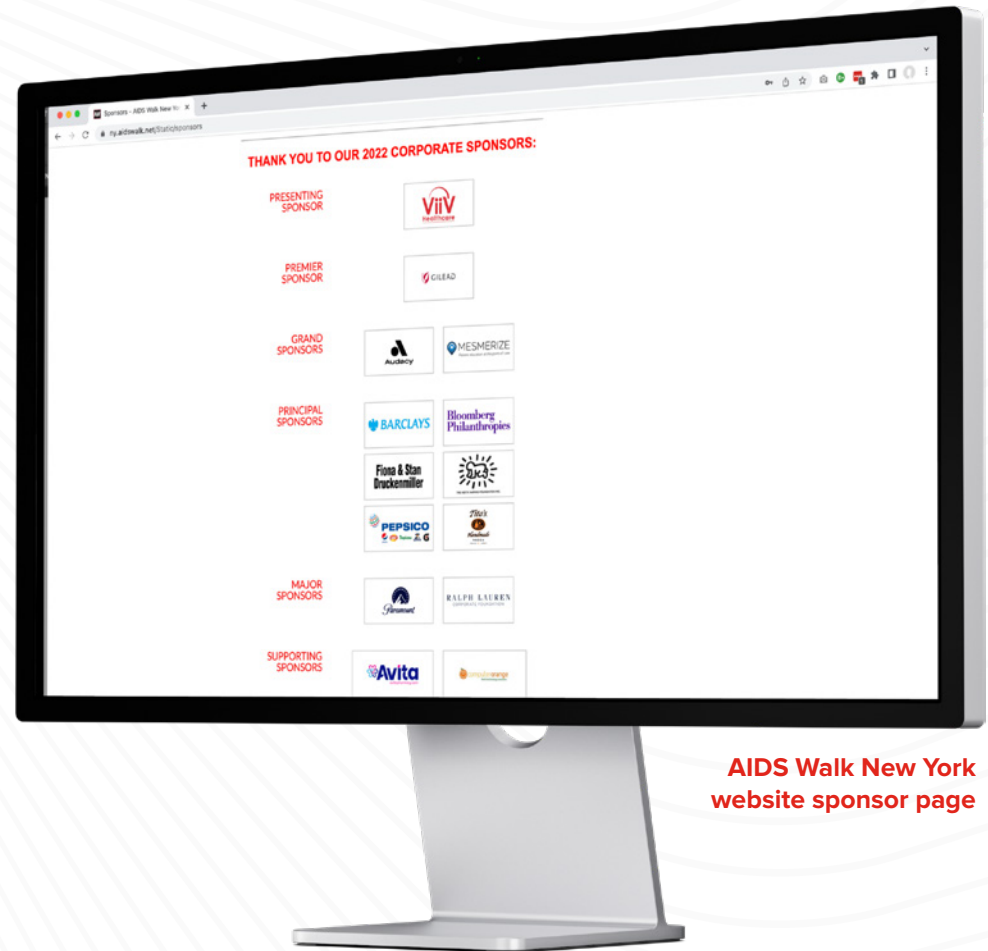 Sponsors - AIDS Walk New Yo
ny.aidswalk.net/Static/sponsors
THANK YOU TO OUR 2022 CORPORATE SPONSORS:
PRESENTING
SPONSOR
ViiV
Healthcare
PREMIER
SPONSOR
GILEAD
GRAND
SPONSORS
Audacy
MESMERIZE
PRINCIPAL
SPONSORS
BARCLAYS
Bloomberg
Philanthropies
Fiona & Stan
Druckenmiller
PEPSICO
Tito's
Handmade
MAJOR
SPONSORS
Paramount
RALPH LAUREN
CORPORATE FOUNDATION
SUPPORTING
SPONSORS
Avita
AIDS Walk New York
website sponsor page